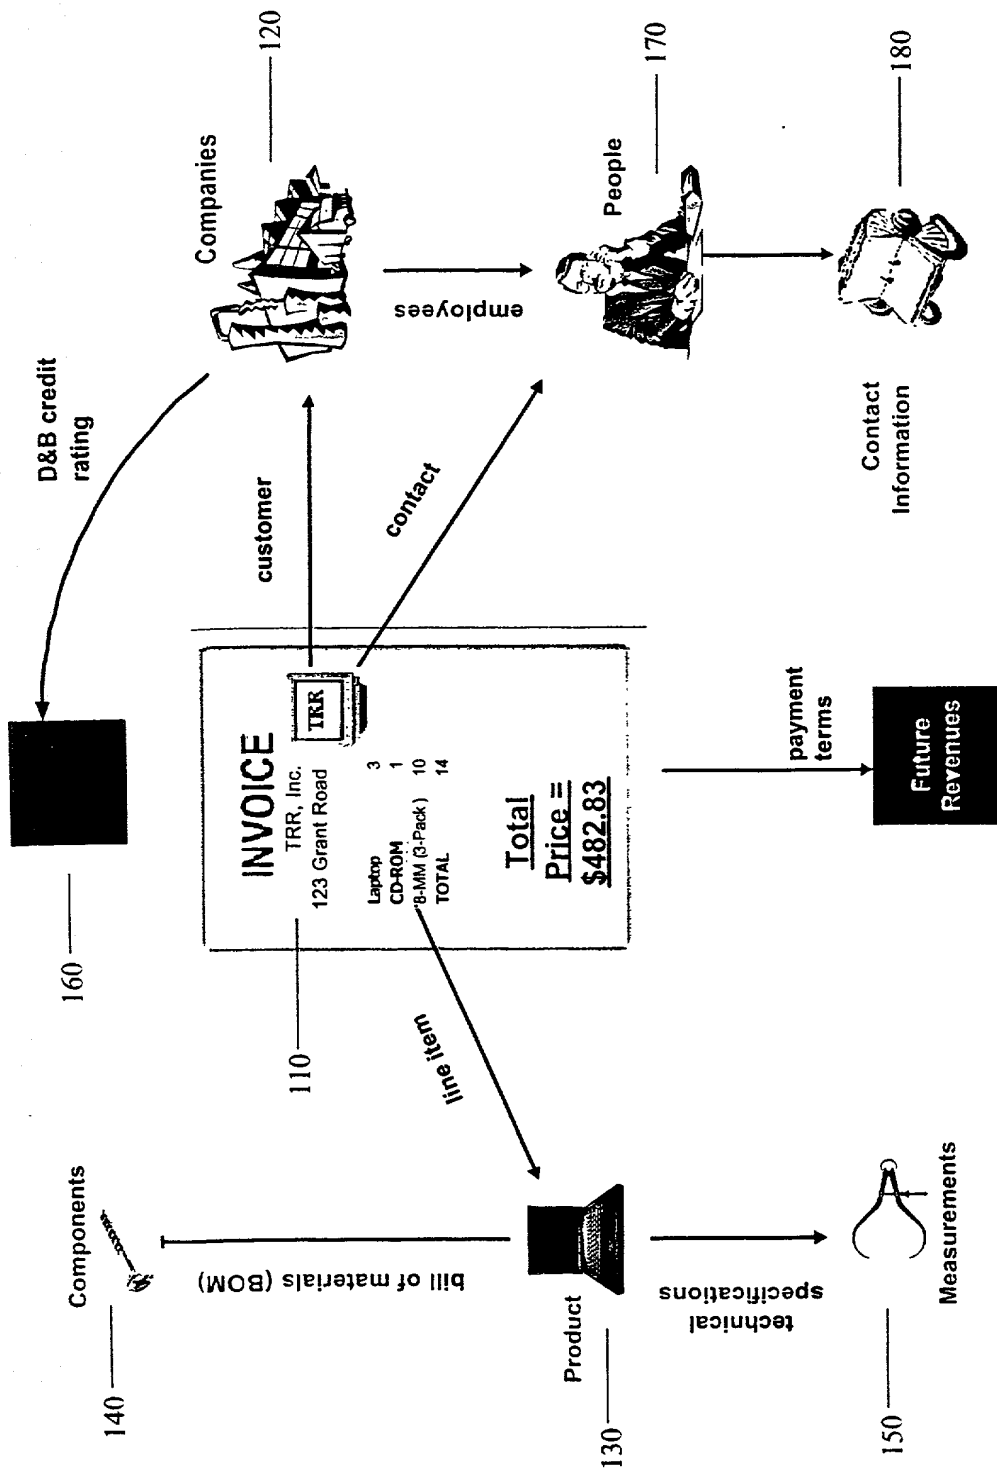 140
Components
bill of materials (BOM)
Product
130
technical
specifications
Measurements
150
160
110
line item
INVOICE
TRR, Inc.
123 Grant Road
TRR
Laptop 3
CD-ROM 1
8-MM (3-Pack) 10
TOTAL 14
Total
Price =
$482.83
payment
terms
Future
Revenues
D&B credit
rating
customer
contact
Companies
120
employees
People
170
Contact
Information
180